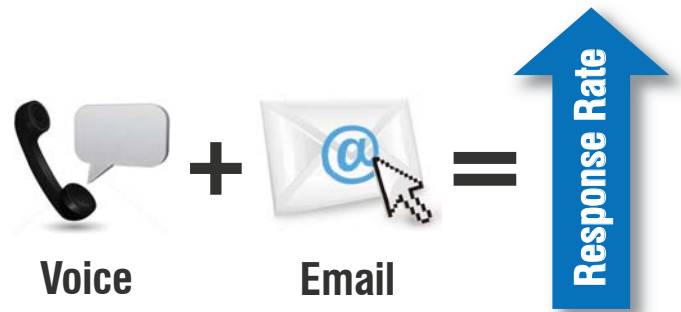 Voice
+
@
Email
=
Response Rate